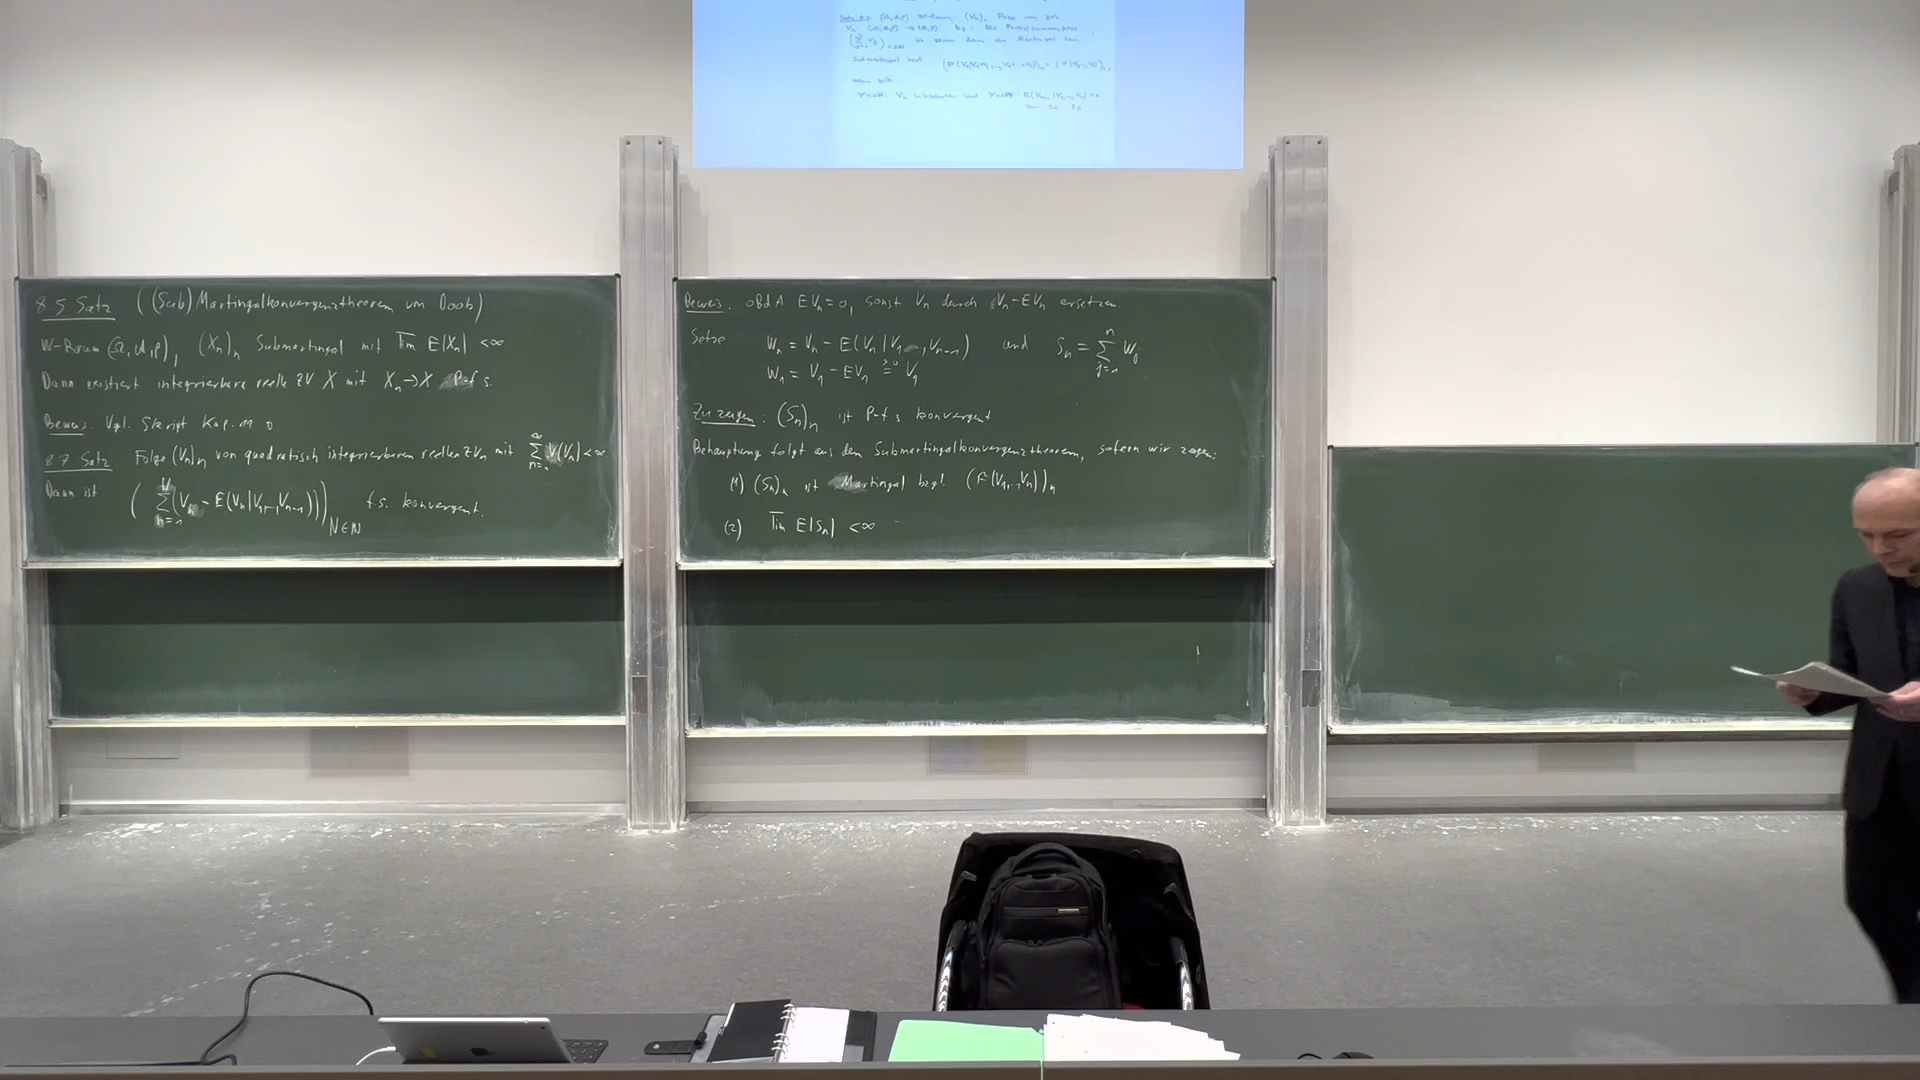 8.5 Satz ((Sub)Martingalkonvergenztheorem von Doob)
W-Raum (Ω, A, P), (Xₙ)ₙ Submartingal mit lim E|Xₙ| < ∞
Dann existiert integrierbare reelle ZV X mit Xₙ → X P-f.s.
Beweis. Vgl. Skript Kap. 11 □
8.7 Satz Folge (Vₙ)ₙ von quadratisch integrierbaren reellen ZVn mit ∑ₙ₌₁^∞ V(Vₙ) < ∞
Dann ist (∑ₙ₌₁^N (Vₙ - E(Vₙ|V₁,..,Vₙ₋₁)))_{N∈ℕ} f.s. konvergent.
Beweis. oBdA EVₙ = 0, sonst Vₙ durch Vₙ - EVₙ ersetzen.
Setze Wₙ = Vₙ - E(Vₙ|V₁,..,Vₙ₋₁) und Sₙ = ∑ⱼ₌₁ⁿ Wⱼ
W₁ = V₁ - EV₁ = V₁
Zu zeigen: (Sₙ)ₙ ist P-f.s. konvergent
Behauptung folgt aus dem Submartingalkonvergenztheorem, sofern wir zeigen:
(1) (Sₙ)ₙ ist Martingal bzgl. (F(V₁,..,Vₙ))ₙ
(2) lim E|Sₙ| < ∞